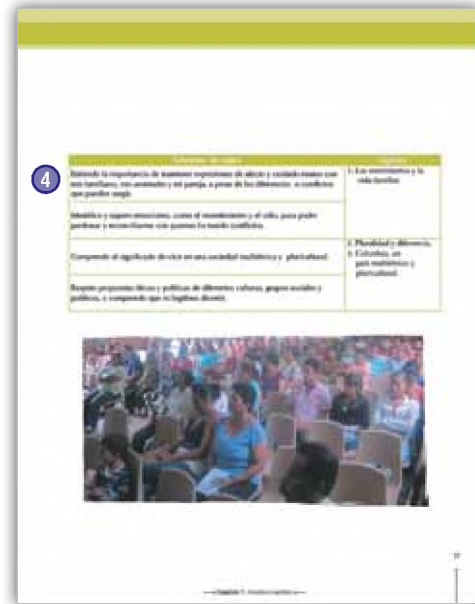 4
Entiendo la importancia de mantener expresiones de afecto y cuidado mutuo con
mis familiares, mis amistades y mi pareja, a pesar de las diferencias o conflictos
que pueden surgir.
1. Los sentimientos y la
vida familiar.
Identifico y supero emociones, como el resentimiento y el odio, para poder
perdonar y reconciliarme con quienes he tenido conflictos.
Comprendo el significado de vivir en una sociedad multiétnica y pluricultural.
2. Pluralidad y diferencia.
3. Colombia, un
país multiétnico y
pluricultural.
Respeto propuestas éticas y políticas de diferentes culturas, grupos sociales y
políticos, y comprendo que es legítimo disentir.